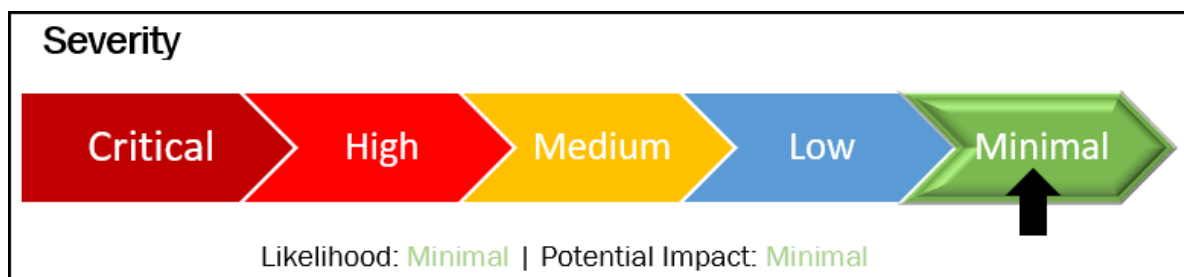 Severity
Critical High Medium Low Minimal
Likelihood: Minimal | Potential Impact: Minimal